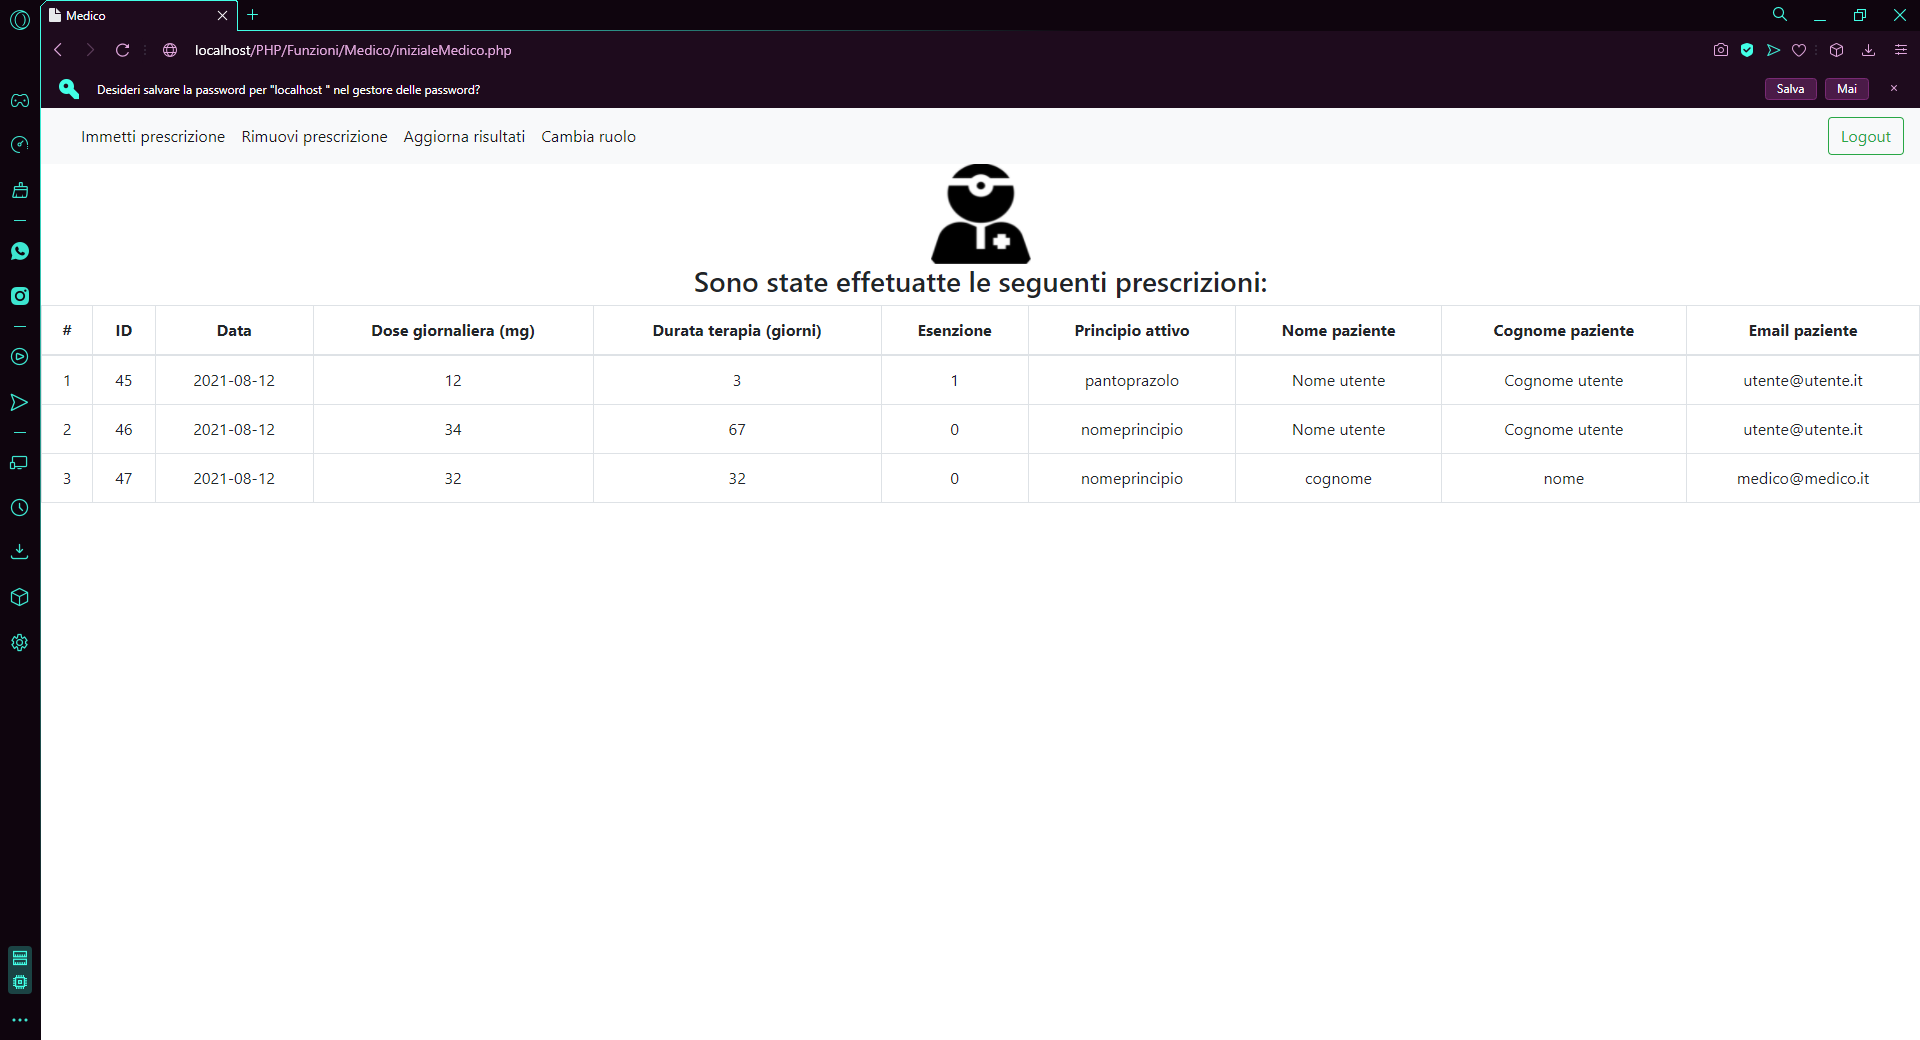 Medico
localhost/PHP/Funzioni/Medico/inizialeMedico.php
Desideri salvare la password per "localhost " nel gestore delle password?
Salva Mai
Immetti prescrizione Rimuovi prescrizione Aggiorna risultati Cambia ruolo Logout
Sono state effetuatte le seguenti prescrizioni:
# ID Data Dose giornaliera (mg) Durata terapia (giorni) Esenzione Principio attivo Nome paziente Cognome paziente Email paziente
1 45 2021-08-12 12 3 1 pantoprazolo Nome utente Cognome utente utente@utente.it
2 46 2021-08-12 34 67 0 nomeprincipio Nome utente Cognome utente utente@utente.it
3 47 2021-08-12 32 32 0 nomeprincipio cognome nome medico@medico.it